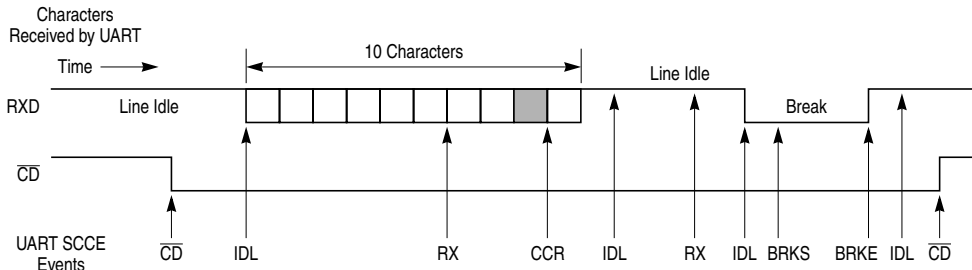 Characters
Received by UART
10 Characters
Time
Line Idle
RXD
Line Idle
Break
CD
UART SCCE
Events
CD
IDL
RX
CCR
IDL
RX
IDL
BRKS
BRKE
IDL
CD